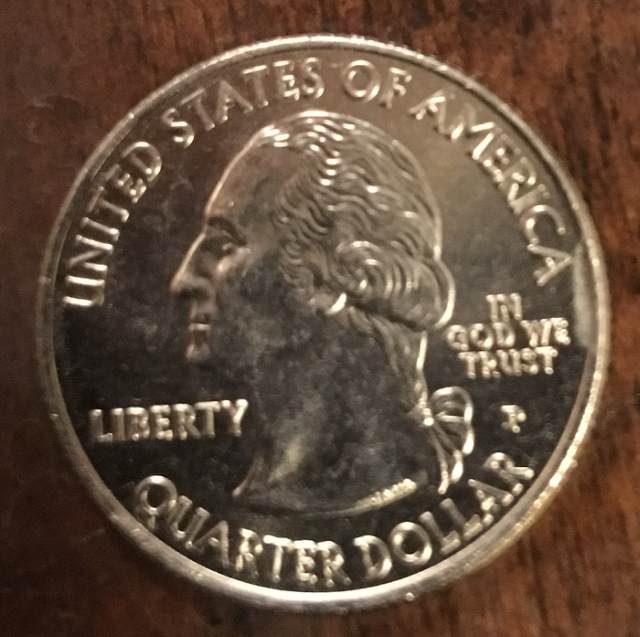 UNITED STATES OF AMERICA
IN
GOD WE
TRUST
LIBERTY
P
QUARTER DOLLAR